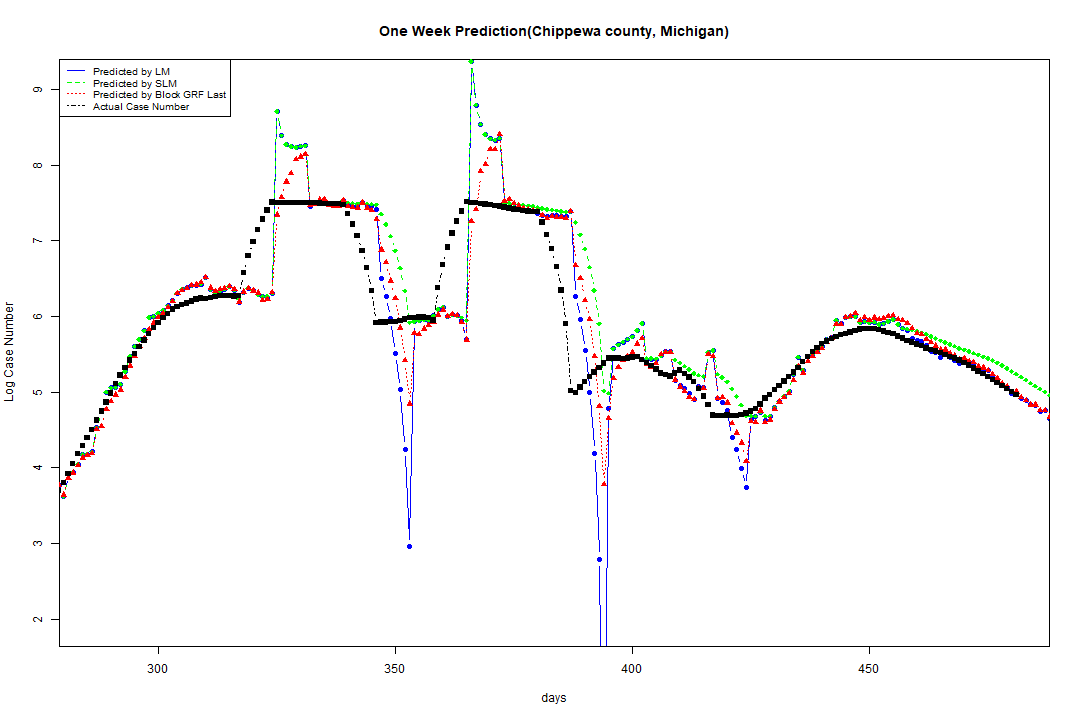 One Week Prediction(Chippewa county, Michigan)
Predicted by LM
Predicted by SLM
Predicted by Block GRF Last
Actual Case Number
9
8
7
6
5
4
3
2
Log Case Number
300
350
400
450
days